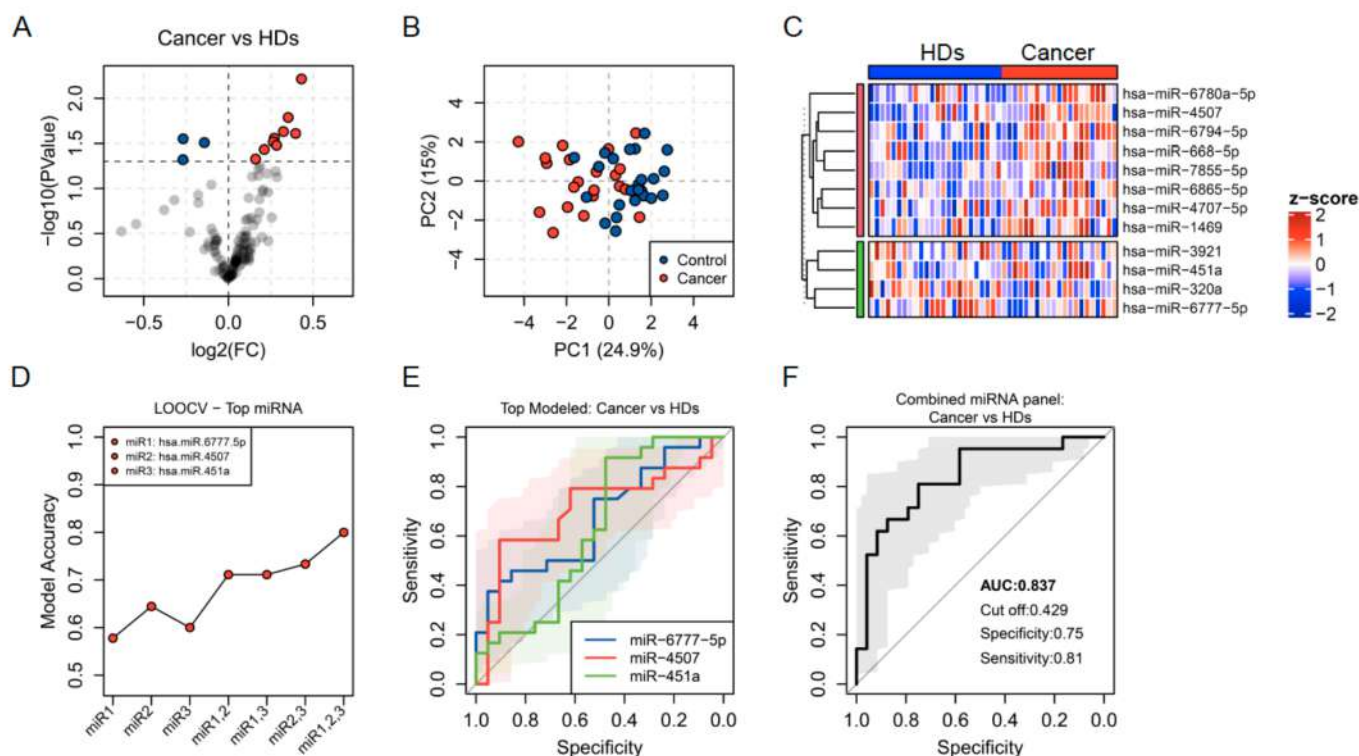 A
Cancer vs HDs
−log10(PValue)
2.0
1.5
1.0
0.5
0.0
−0.5
0.0
0.5
log2(FC)
B
PC2 (15%)
4
2
0
−2
−4
Control
Cancer
−4
−2
0
2
4
PC1 (24.9%)
C
HDs
Cancer
hsa−miR−6780a−5p
hsa−miR−4507
hsa−miR−6794−5p
hsa−miR−668−5p
hsa−miR−7855−5p
hsa−miR−6865−5p
hsa−miR−4707−5p
hsa−miR−1469
hsa−miR−3921
hsa−miR−451a
hsa−miR−320a
hsa−miR−6777−5p
z−score
2
1
0
−1
−2
D
LOOCV − Top miRNA
miR1: hsa.miR.6777.5p
miR2: hsa.miR.4507
miR3: hsa.miR.451a
Model Accuracy
1.0
0.9
0.8
0.7
0.6
0.5
miR1
miR2
miR3
miR1,2
miR1,3
miR2,3
miR1,2,3
E
Top Modeled: Cancer vs HDs
Sensitivity
1.0
0.8
0.6
0.4
0.2
0.0
miR−6777−5p
miR−4507
miR−451a
1.0
0.8
0.6
0.4
0.2
0.0
Specificity
F
Combined miRNA panel:
Cancer vs HDs
Sensitivity
1.0
0.8
0.6
0.4
0.2
0.0
AUC:0.837
Cut off:0.429
Specificity:0.75
Sensitivity:0.81
1.0
0.8
0.6
0.4
0.2
0.0
Specificity